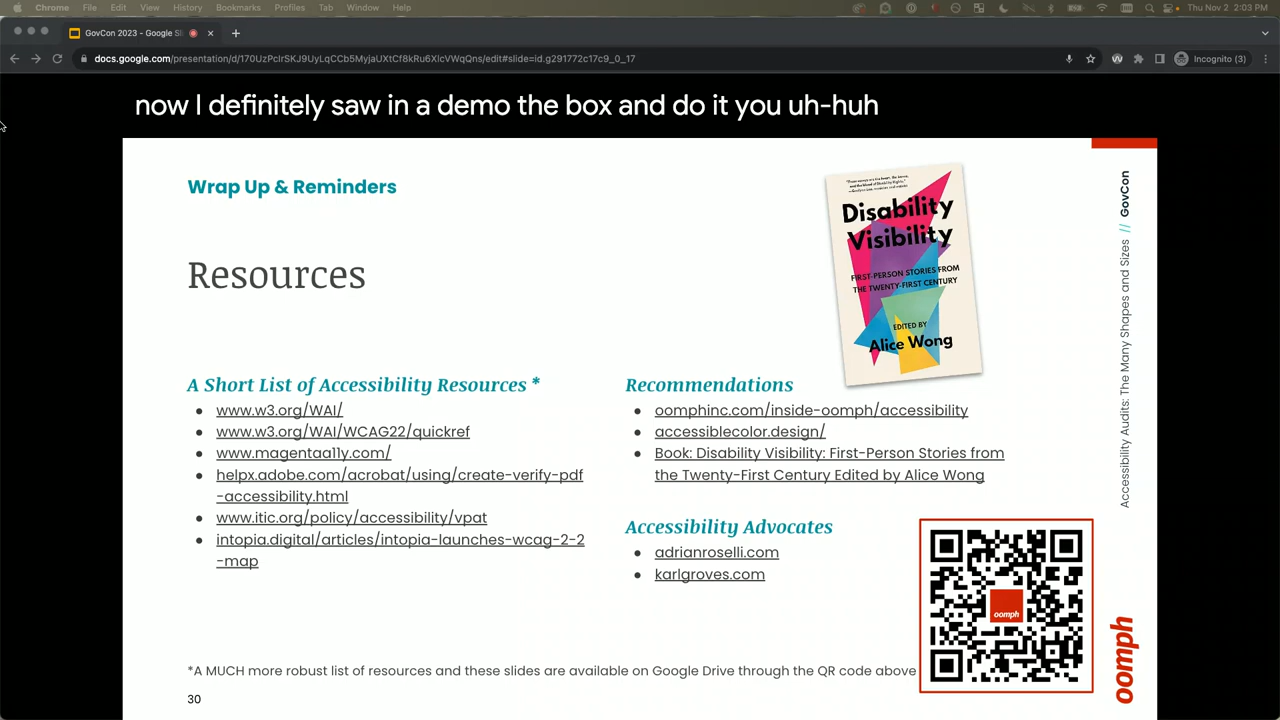 Chrome File Edit View History Bookmarks Profiles Tab Window Help Thu Nov 2 2:03 PM
GovCon 2023 - Google Sl
docs.google.com/presentation/d/170UzPcIrSKJ9UyLqCCb5MyjaUXtCf8kRu6XlcVWqQns/edit#slide=id.g291772c17c9_0_17
Incognito (3)
now I definitely saw in a demo the box and do it you uh-huh
Wrap Up & Reminders
Resources
Disability
Visibility
FIRST-PERSON STORIES FROM
THE TWENTY-FIRST CENTURY
EDITED BY
Alice Wong
A Short List of Accessibility Resources *
www.w3.org/WAI/
www.w3.org/WAI/WCAG22/quickref
www.magentaa11y.com/
helpx.adobe.com/acrobat/using/create-verify-pdf
-accessibility.html
www.itic.org/policy/accessibility/vpat
intopia.digital/articles/intopia-launches-wcag-2-2
-map
Recommendations
oomphinc.com/inside-oomph/accessibility
accessiblecolor.design/
Book: Disability Visibility: First-Person Stories from
the Twenty-First Century Edited by Alice Wong
Accessibility Advocates
adrianroselli.com
karlgroves.com
oomph
*A MUCH more robust list of resources and these slides are available on Google Drive through the QR code above
30
Accessibility Audits: The Many Shapes and Sizes // GovCon
oomph